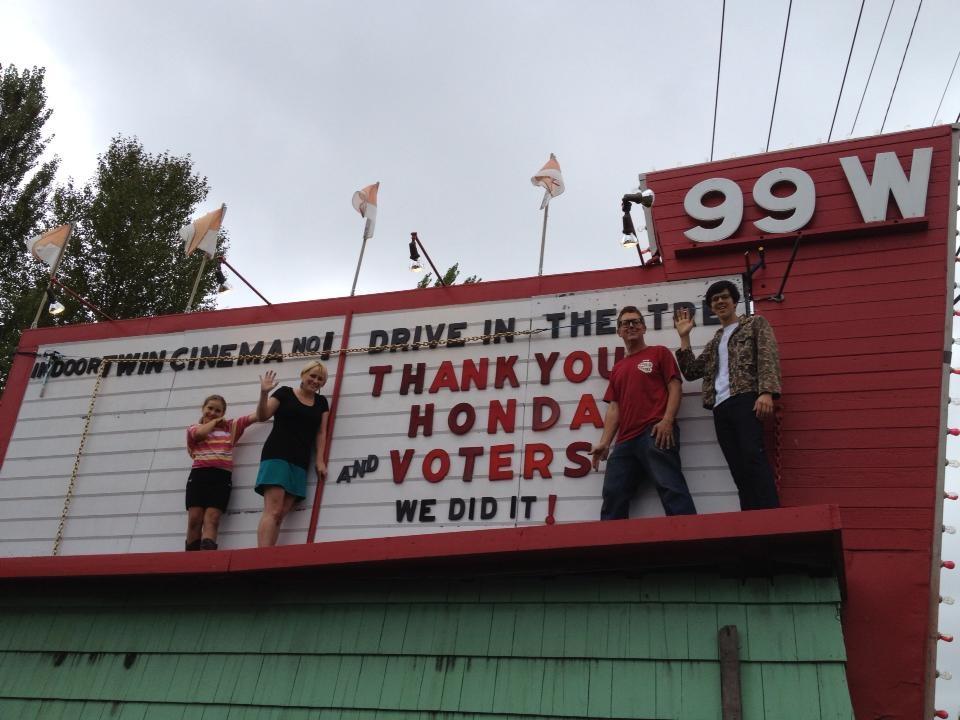 99 W
INDOOR TWIN CINEMA NO1
DRIVE IN THEATRE
THANK YOU
HONDA
AND VOTERS
WE DID IT!